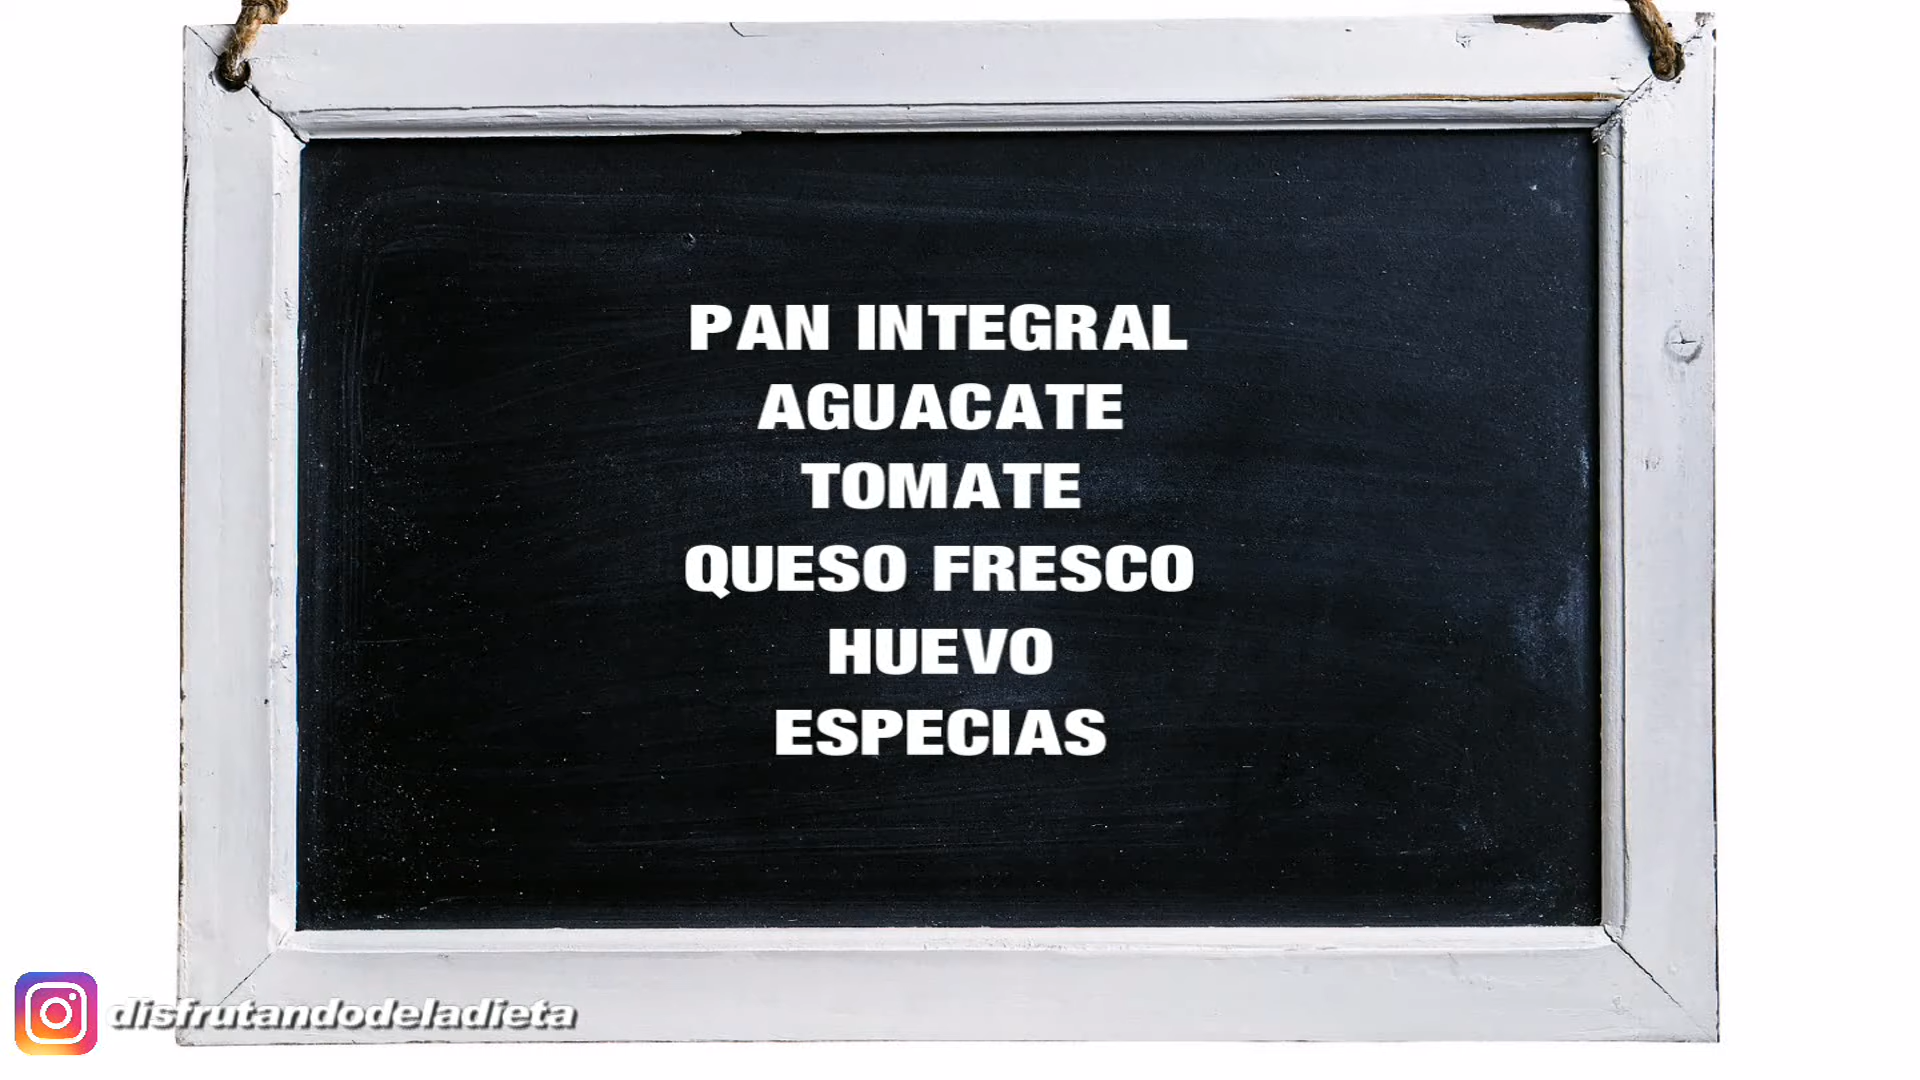 PAN INTEGRAL
AGUACATE
TOMATE
QUESO FRESCO
HUEVO
ESPECIAS
disfrutandodeladieta